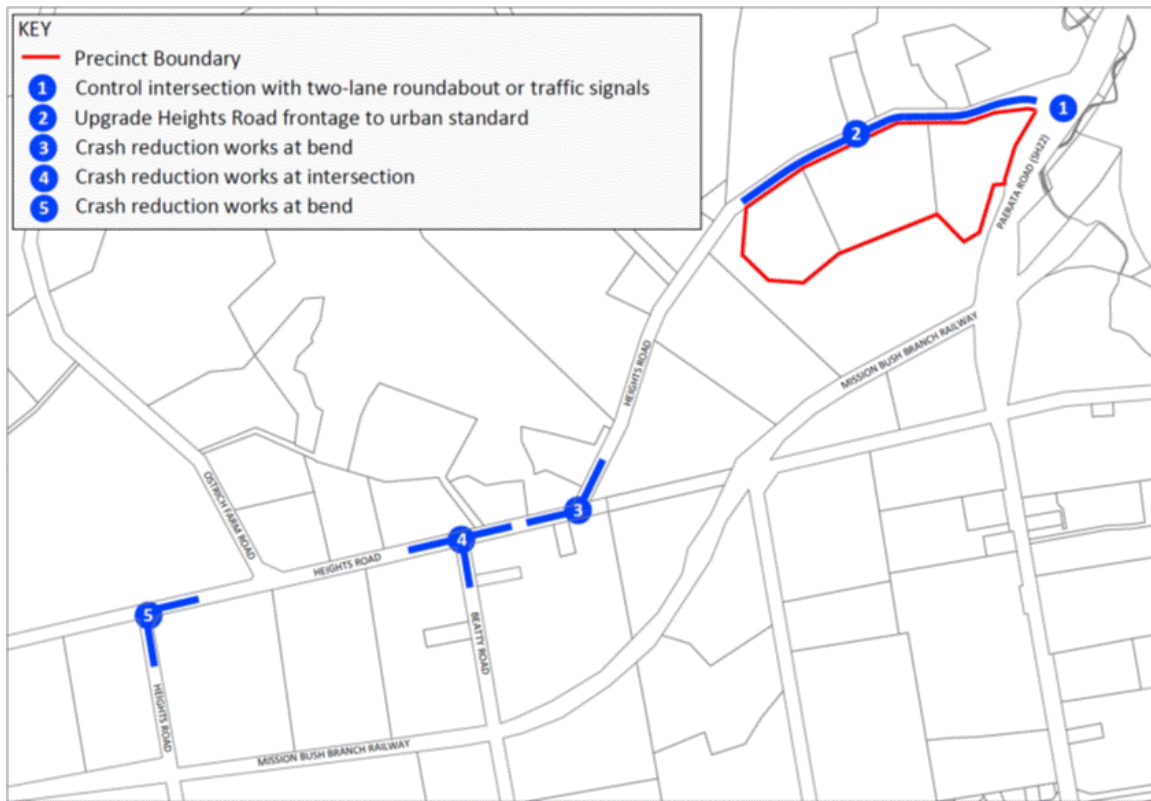 KEY
Precinct Boundary
1 Control intersection with two-lane roundabout or traffic signals
2 Upgrade Heights Road frontage to urban standard
3 Crash reduction works at bend
4 Crash reduction works at intersection
5 Crash reduction works at bend
1
2
PAERATA ROAD (SH22)
MISSION BUSH BRANCH RAILWAY
HEIGHTS ROAD
OSTRICH FARM ROAD
3
4
HEIGHTS ROAD
5
BEATTY ROAD
HEIGHTS ROAD
MISSION BUSH BRANCH RAILWAY